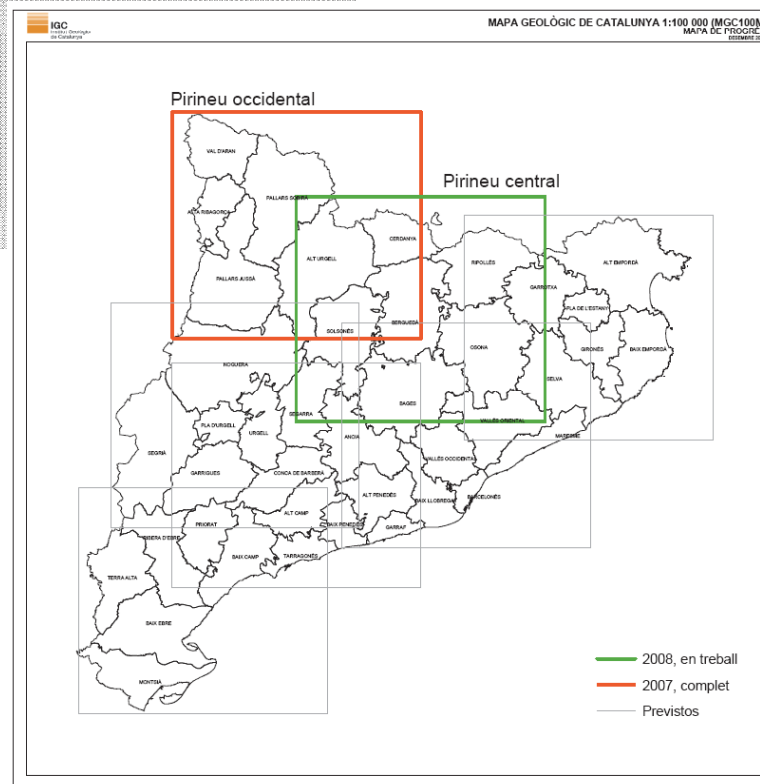 IGC
Institut Geològic
de Catalunya
MAPA GEOLÒGIC DE CATALUNYA 1:100 000 (MGC100M
MAPA DE PROGRÉ
DESEMBRE 20
Pirineu occidental
Pirineu central
VAL D'ARAN
PALLARS SOBIRÀ
ALTA RIBAGORÇA
CERDANYA
ALT URGELL
RIPOLLÈS
ALT EMPORDÀ
PALLARS JUSSÀ
GARROTXA
PLA DE L'ESTANY
SOLSONÈS
BERGUEDÀ
GIRONÈS
BAIX EMPORDÀ
OSONA
NOGUERA
SELVA
BAGES
SEGARRA
PLA D'URGELL
URGELL
VALLÈS ORIENTAL
ANOIA
MARESME
SEGRIÀ
VALLÈS OCCIDENTAL
GARRIGUES
CONCA DE BARBERÀ
ALT PENEDÈS
BAIX LLOBREGA
BARCELONÈS
ALT CAMP
PRIORAT
BAIX PENEDÈS
GARRAF
RIBERA D'EBRE
BAIX CAMP
TARRAGONÈS
TERRA ALTA
BAIX EBRE
MONTSIÀ
2008, en treball
2007, complet
Previstos